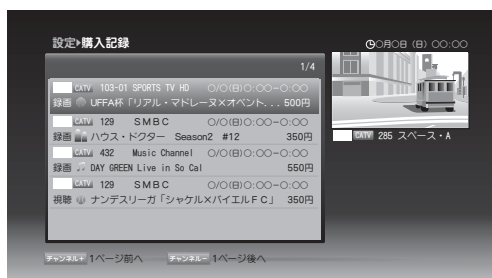 設定▶購入記録
○月○日 (日) ○○:○○
1/4
CATV 103-01 SPORTS TV HD ○/○(日)○:○○−○:○○
録画 UFFA杯「リアル・マドレーヌ×オベント... 500円
CATV 129 SMBC ○/○(日)○:○○−○:○○
録画 ハウス・ドクター Season2 #12 350円
CATV 432 Music Channel ○/○(日)○:○○−○:○○
録画 DAY GREEN Live in So Cal 550円
CATV 129 SMBC ○/○(日)○:○○−○:○○
視聴 ナンデスリーガ「シャケル×バイエルFC」 350円
CATV 285 スペース・A
チャンネル+ 1ページ前へ チャンネル− 1ページ後へ